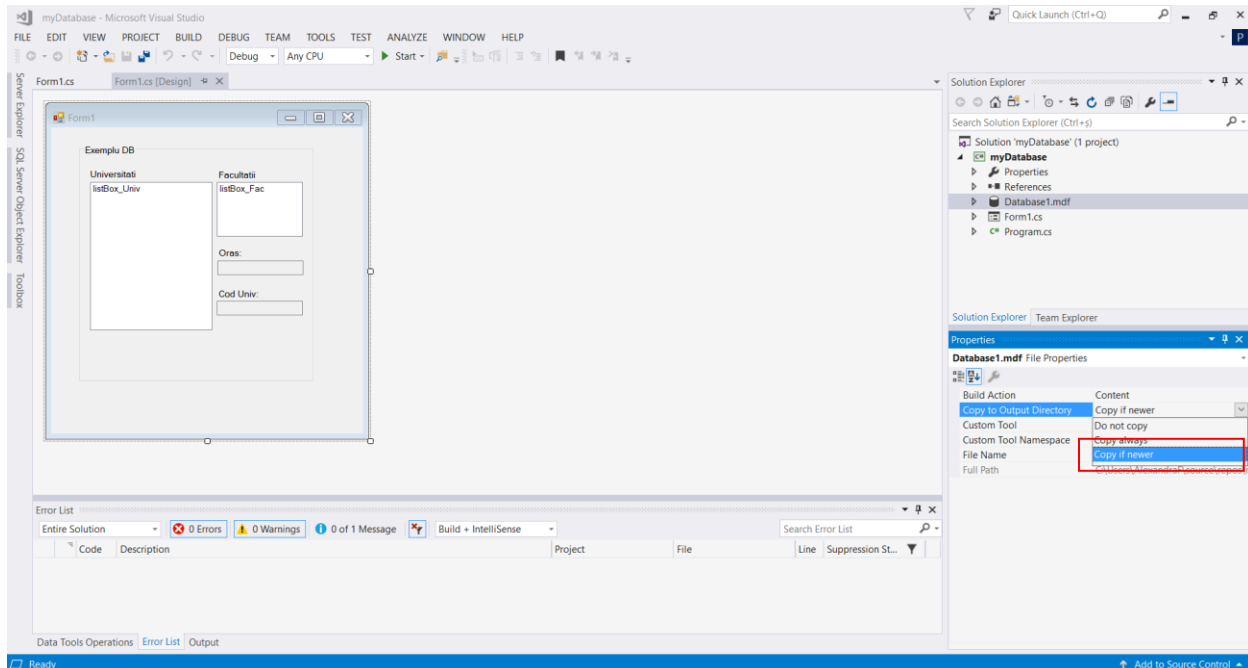 myDatabase - Microsoft Visual Studio
Quick Launch (Ctrl+Q)
FILE EDIT VIEW PROJECT BUILD DEBUG TEAM TOOLS TEST ANALYZE WINDOW HELP
P
Debug Any CPU Start
Server Explorer
SQL Server Object Explorer
Toolbox
Form1.cs Form1.cs [Design]
Form1
Exemplu DB
Universitati Facultatii
listBox_Univ listBox_Fac
Oras:
Cod Univ:
Solution Explorer
Search Solution Explorer (Ctrl+ș)
Solution 'myDatabase' (1 project)
myDatabase
Properties
References
Database1.mdf
Form1.cs
Program.cs
Solution Explorer Team Explorer
Properties
Database1.mdf File Properties
Build Action Content
Copy to Output Directory Copy if newer
Custom Tool Do not copy
Custom Tool Namespace Copy always
File Name Copy if newer
Full Path C:\Users\AlexandraF\source\repos\
Error List
Entire Solution 0 Errors 0 Warnings 0 of 1 Message Build + IntelliSense Search Error List
Code Description Project File Line Suppression St...
Data Tools Operations Error List Output
Ready Add to Source Control